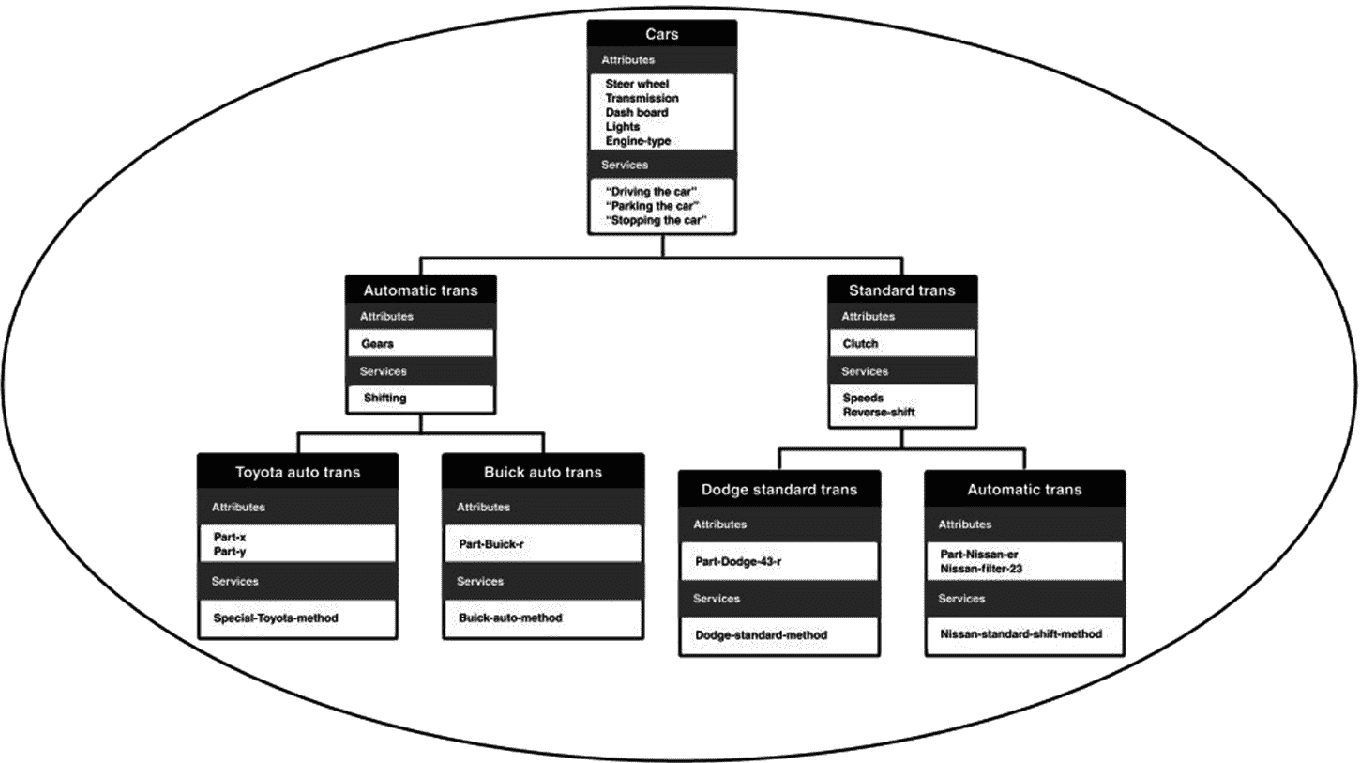 Cars
Attributes
Steer wheel
Transmission
Dash board
Lights
Engine-type
Services
“Driving the car”
“Parking the car”
“Stopping the car”
Automatic trans
Attributes
Gears
Services
Shifting
Standard trans
Attributes
Clutch
Services
Speeds
Reverse-shift
Toyota auto trans
Attributes
Part-x
Part-y
Services
Special-Toyota-method
Buick auto trans
Attributes
Part-Buick-r
Services
Buick-auto-method
Dodge standard trans
Attributes
Part-Dodge-43-r
Services
Dodge-standard-method
Automatic trans
Attributes
Part-Nissan-er
Nissan-filter-23
Services
Nissan-standard-shift-method